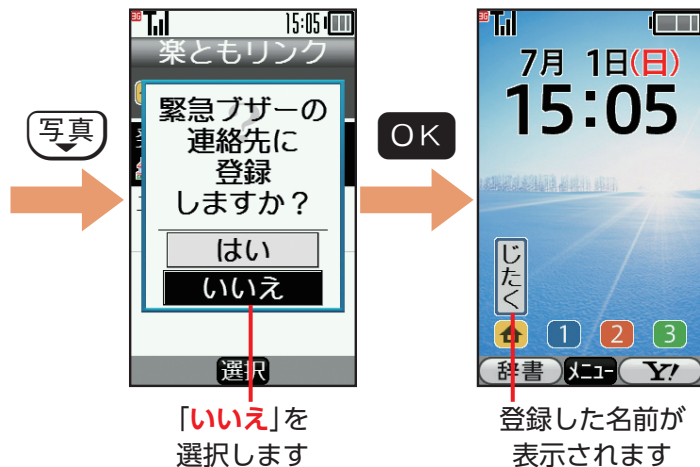 写真
3G
15:05
楽ともリンク
緊急ブザーの
連絡先に
登録
しますか？
はい
いいえ
選択
「いいえ」を
選択します
OK
3G
7月 1日(日)
15:05
じたく
1 2 3
辞書 メニュー Y!
登録した名前が
表示されます